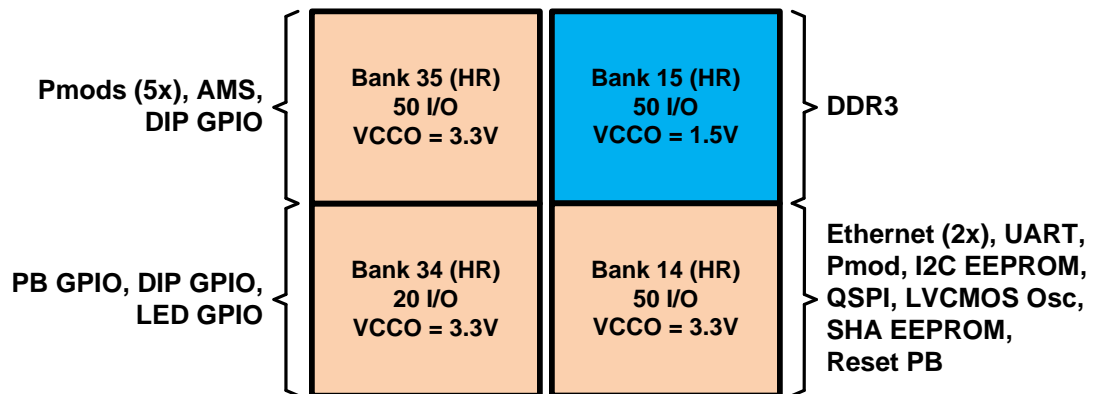 Pmods (5x), AMS,
DIP GPIO
Bank 35 (HR)
50 I/O
VCCO = 3.3V
Bank 15 (HR)
50 I/O
VCCO = 1.5V
DDR3
PB GPIO, DIP GPIO,
LED GPIO
Bank 34 (HR)
20 I/O
VCCO = 3.3V
Bank 14 (HR)
50 I/O
VCCO = 3.3V
Ethernet (2x), UART,
Pmod, I2C EEPROM,
QSPI, LVCMOS Osc,
SHA EEPROM,
Reset PB